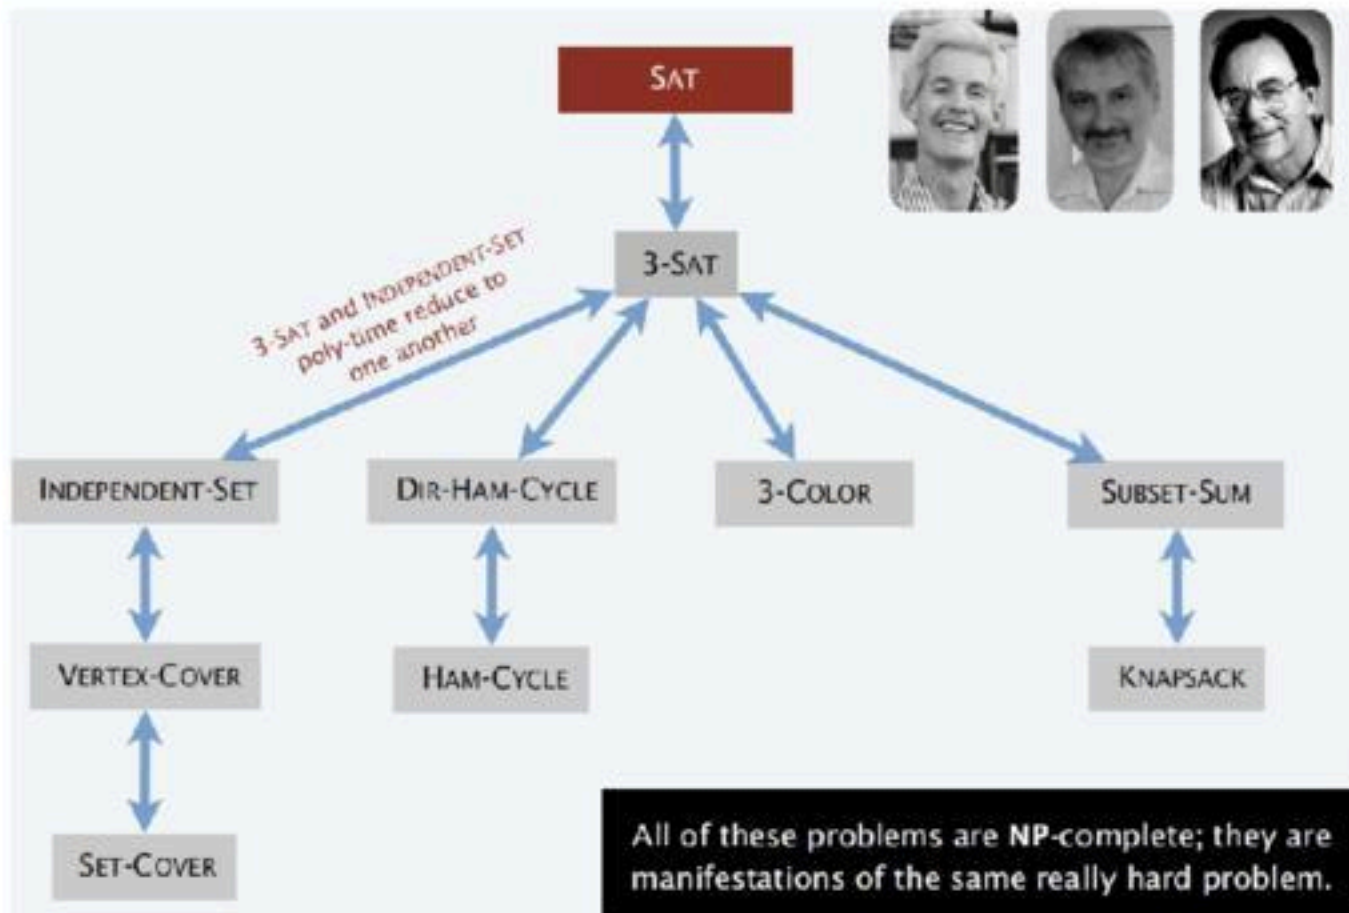 SAT
3-SAT
3-SAT and INDEPENDENT-SET
poly-time reduce to
one another
INDEPENDENT-SET
DIR-HAM-CYCLE
3-COLOR
SUBSET-SUM
VERTEX-COVER
HAM-CYCLE
KNAPSACK
SET-COVER
All of these problems are NP-complete; they are
manifestations of the same really hard problem.